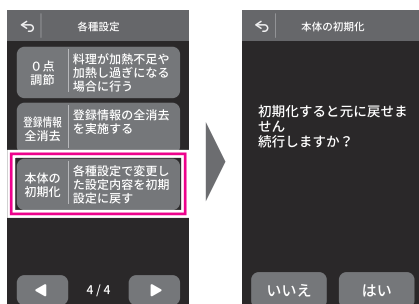 各種設定
0点
調節
料理が加熱不足や
加熱し過ぎになる
場合に行う
登録情報
全消去
登録情報の全消去
を実施する
本体の
初期化
各種設定で変更し
た設定内容を初期
設定に戻す
4/4
本体の初期化
初期化すると元に戻せま
せん
続行しますか？
いいえ
はい